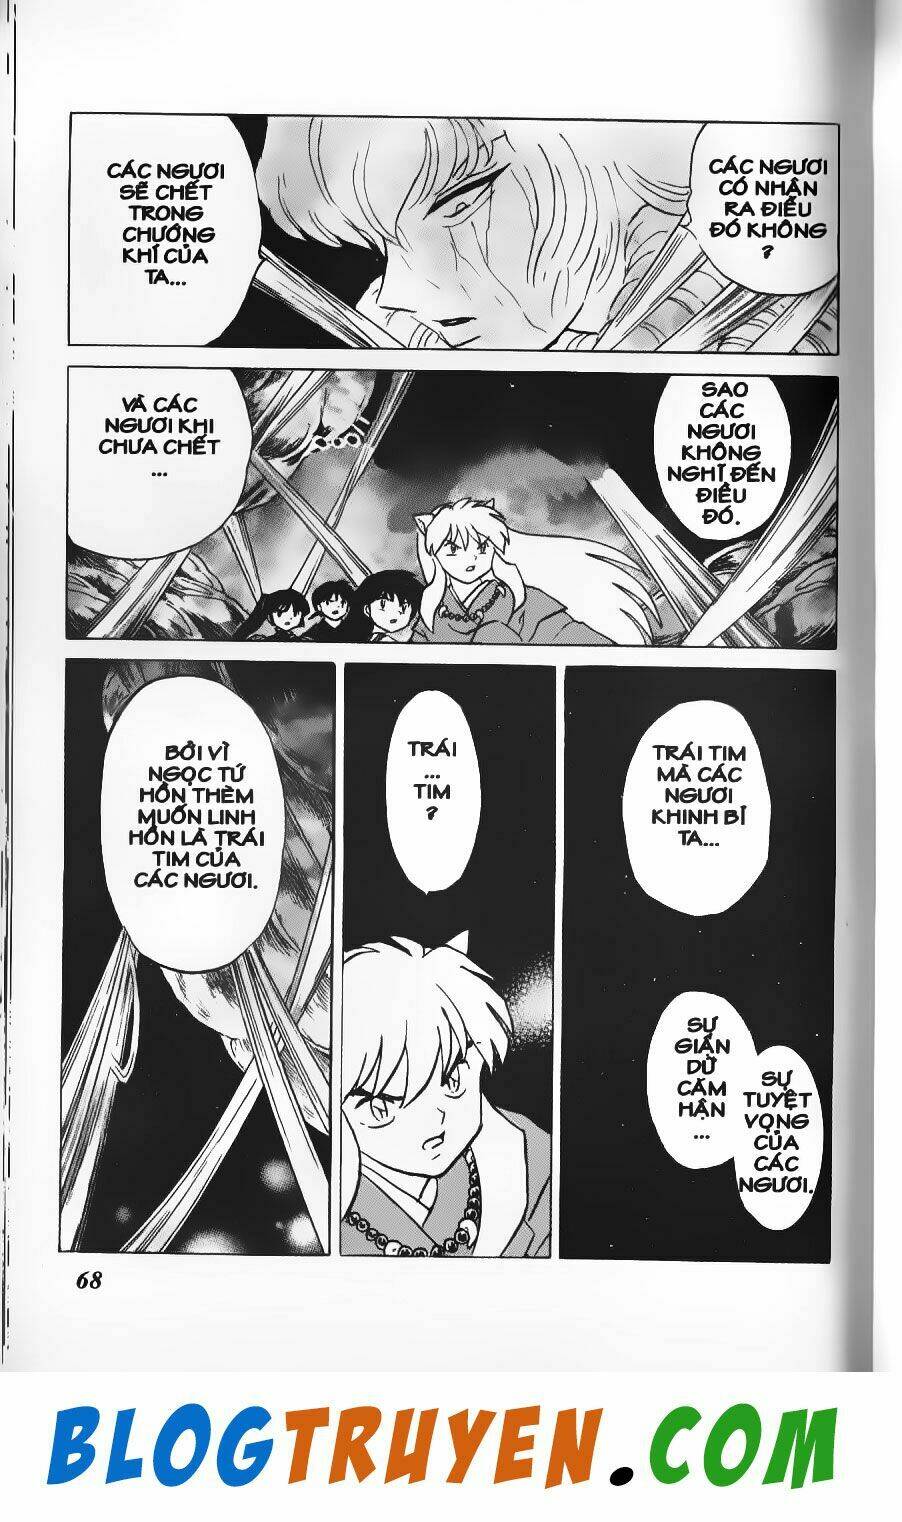 CÁC NGƯƠI
CÓ NHẬN
RA ĐIỀU
ĐÓ KHÔNG
?
CÁC NGƯƠI
SẼ CHẾT
TRONG
CHƯỚNG
KHÍ CỦA
TA...
SAO
CÁC
NGƯƠI
KHÔNG
NGHĨ ĐẾN
ĐIỀU
ĐÓ.
VÀ CÁC
NGƯƠI KHI
CHƯA CHẾT
...
TRÁI TIM
MÀ CÁC
NGƯƠI
KHINH BỈ
TA...
SỰ
TUYỆT
VỌNG
CỦA
CÁC
NGƯƠI.
SỰ
GIẬN
DỮ
CĂM
HẬN
...
TRÁI
...
TIM
?
BỞI VÌ
NGỌC TỨ
HỒN THÈM
MUỐN LINH
HỒN LÀ TRÁI
TIM CỦA
CÁC NGƯƠI.
68
BLOGTRUYEN.COM